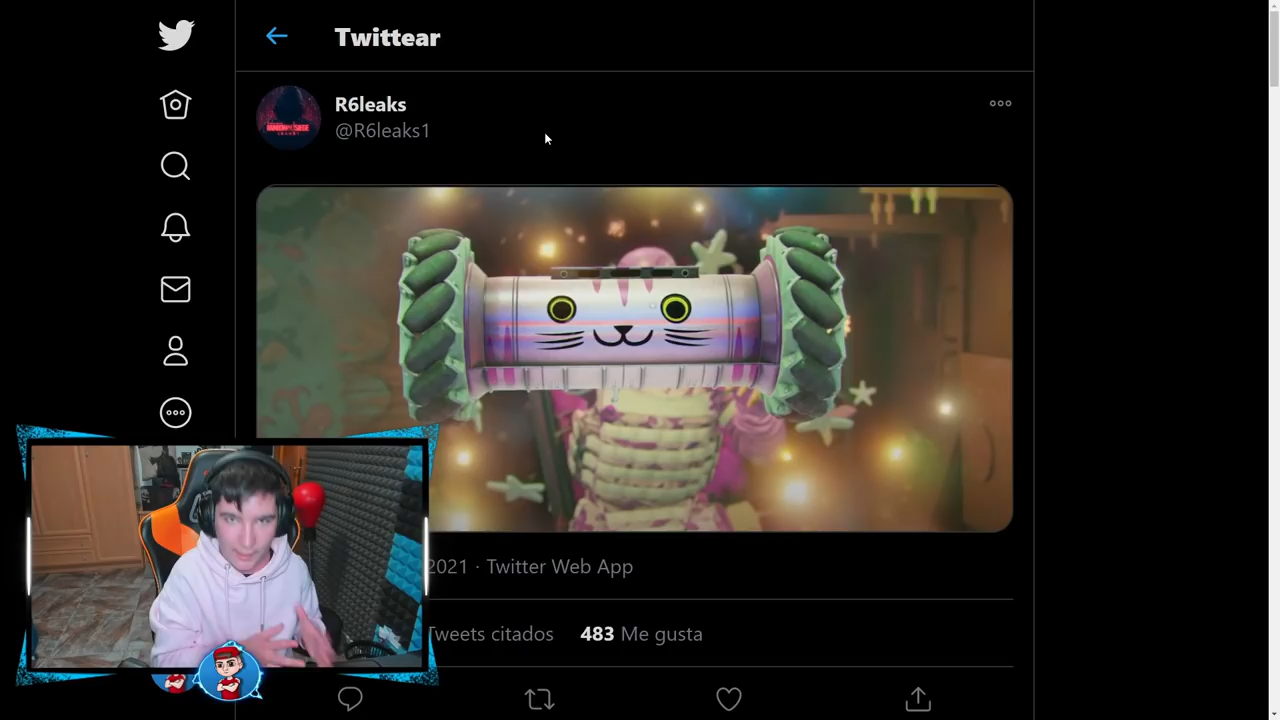 Twittear
R6leaks
@R6leaks1
2021 · Twitter Web App
Tweets citados 483 Me gusta